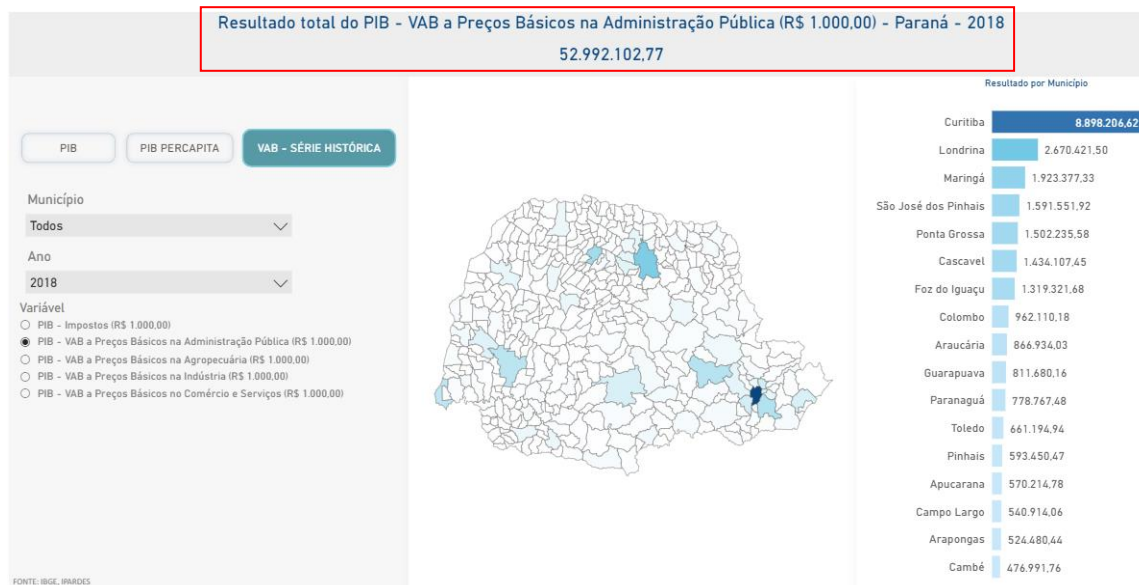 Resultado total do PIB - VAB a Preços Básicos na Administração Pública (R$ 1.000,00) - Paraná - 2018
52.992.102,77
PIB
PIB PERCAPITA
VAB - SÉRIE HISTÓRICA
Município
Todos
Ano
2018
Variável
PIB - Impostos (R$ 1.000,00)
PIB - VAB a Preços Básicos na Administração Pública (R$ 1.000,00)
PIB - VAB a Preços Básicos na Agropecuária (R$ 1.000,00)
PIB - VAB a Preços Básicos na Indústria (R$ 1.000,00)
PIB - VAB a Preços Básicos no Comércio e Serviços (R$ 1.000,00)
FONTE: IBGE, IPARDES
Resultado por Município
Curitiba 8.898.206,62
Londrina 2.670.421,50
Maringá 1.923.377,33
São José dos Pinhais 1.591.551,92
Ponta Grossa 1.502.235,58
Cascavel 1.434.107,45
Foz do Iguaçu 1.319.321,68
Colombo 962.110,18
Araucária 866.934,03
Guarapuava 811.680,16
Paranaguá 778.767,48
Toledo 661.194,94
Pinhais 593.450,47
Apucarana 570.214,78
Campo Largo 540.914,06
Arapongas 524.480,44
Cambé 476.991,76